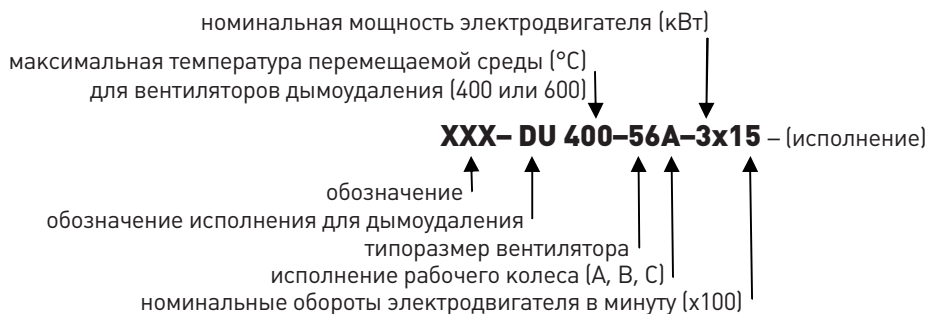 номинальная мощность электродвигателя (кВт)
максимальная температура перемещаемой среды (°C)
для вентиляторов дымоудаления (400 или 600)
XXX– DU 400–56A–3x15 – (исполнение)
обозначение
обозначение исполнения для дымоудаления
типоразмер вентилятора
исполнение рабочего колеса (A, B, C)
номинальные обороты электродвигателя в минуту (x100)